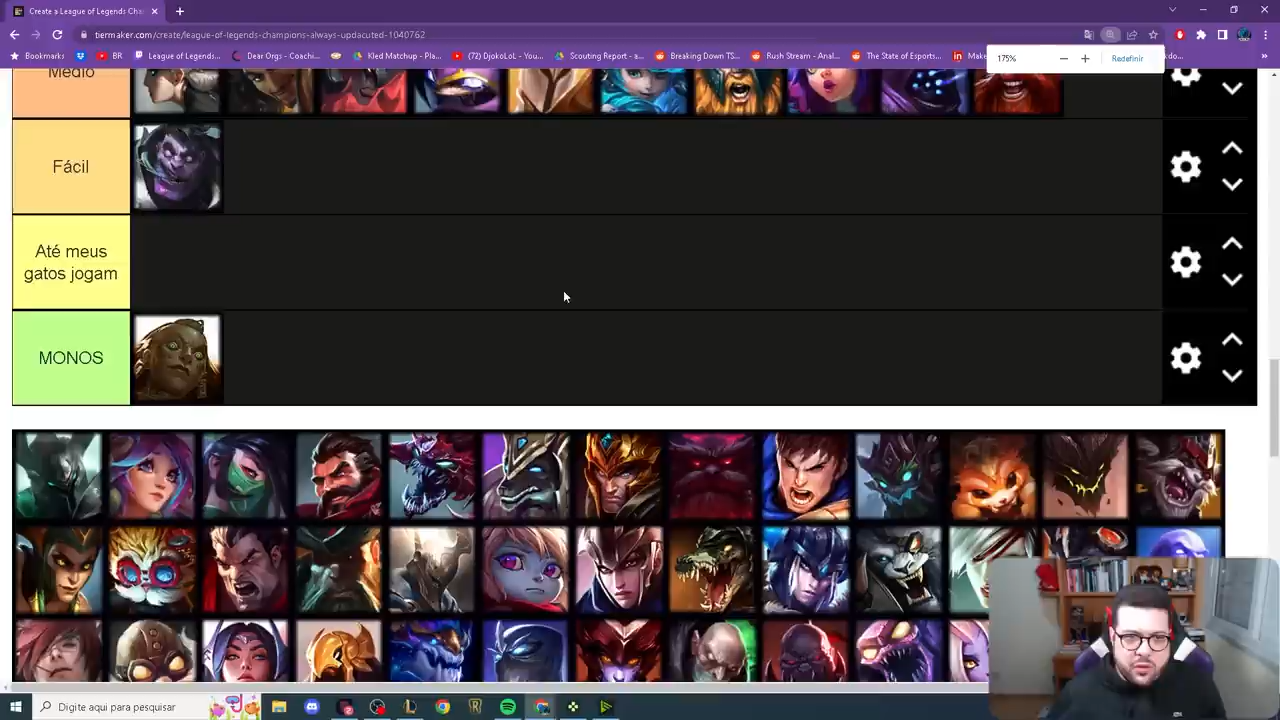 Create a League of Legends Cham
tiermaker.com/create/league-of-legends-champions-always-updacuted-1040762
Bookmarks
BR
League of Legends...
Dear Orgs - Coachi...
Kled Matchup - Pla...
(72) DjokoLoL - You...
Scouting Report - a...
Breaking Down TS...
Rush Stream - Anal...
The State of Esports...
do...
175%
Redefinir
Médio
Fácil
Até meus
gatos jogam
MONOS
Digite aqui para pesquisar